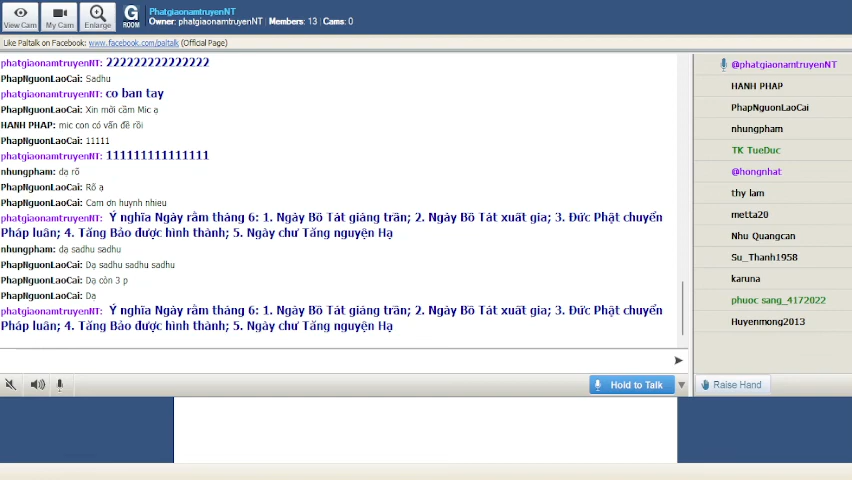 View Cam
My Cam
Enlarge
G
ROOM
PhatgiaonamtruyenNT
Owner: phatgiaonamtruyenNT | Members: 13 | Cams: 0
Like Paltalk on Facebook: www.facebook.com/paltalk (Official Page)
phatgiaonamtruyenNT: 222222222222222
PhapNguonLaoCai: Sadhu
phatgiaonamtruyenNT: co ban tay
PhapNguonLaoCai: Xin mời cầm Mic ạ
HANH PHAP: mic con có vấn đề rồi
PhapNguonLaoCai: 11111
phatgiaonamtruyenNT: 111111111111111
nhungpham: dạ rõ
PhapNguonLaoCai: Rõ ạ
PhapNguonLaoCai: Cam ơn huynh nhieu
phatgiaonamtruyenNT: Ý nghĩa Ngày rằm tháng 6: 1. Ngày Bồ Tát giáng trần; 2. Ngày Bồ Tát xuất gia; 3. Đức Phật chuyển
Pháp luân; 4. Tăng Bảo được hình thành; 5. Ngày chư Tăng nguyện Hạ
nhungpham: dạ sadhu sadhu
PhapNguonLaoCai: Dạ sadhu sadhu sadhu
PhapNguonLaoCai: Dạ còn 3 p
PhapNguonLaoCai: Dạ
phatgiaonamtruyenNT: Ý nghĩa Ngày rằm tháng 6: 1. Ngày Bồ Tát giáng trần; 2. Ngày Bồ Tát xuất gia; 3. Đức Phật chuyển
Pháp luân; 4. Tăng Bảo được hình thành; 5. Ngày chư Tăng nguyện Hạ
Hold to Talk
@phatgiaonamtruyenNT
HANH PHAP
PhapNguonLaoCai
nhungpham
TK TueDuc
@hongnhat
thy lam
metta20
Nhu Quangcan
Su_Thanh1958
karuna
phuoc sang_4172022
Huyenmong2013
Raise Hand